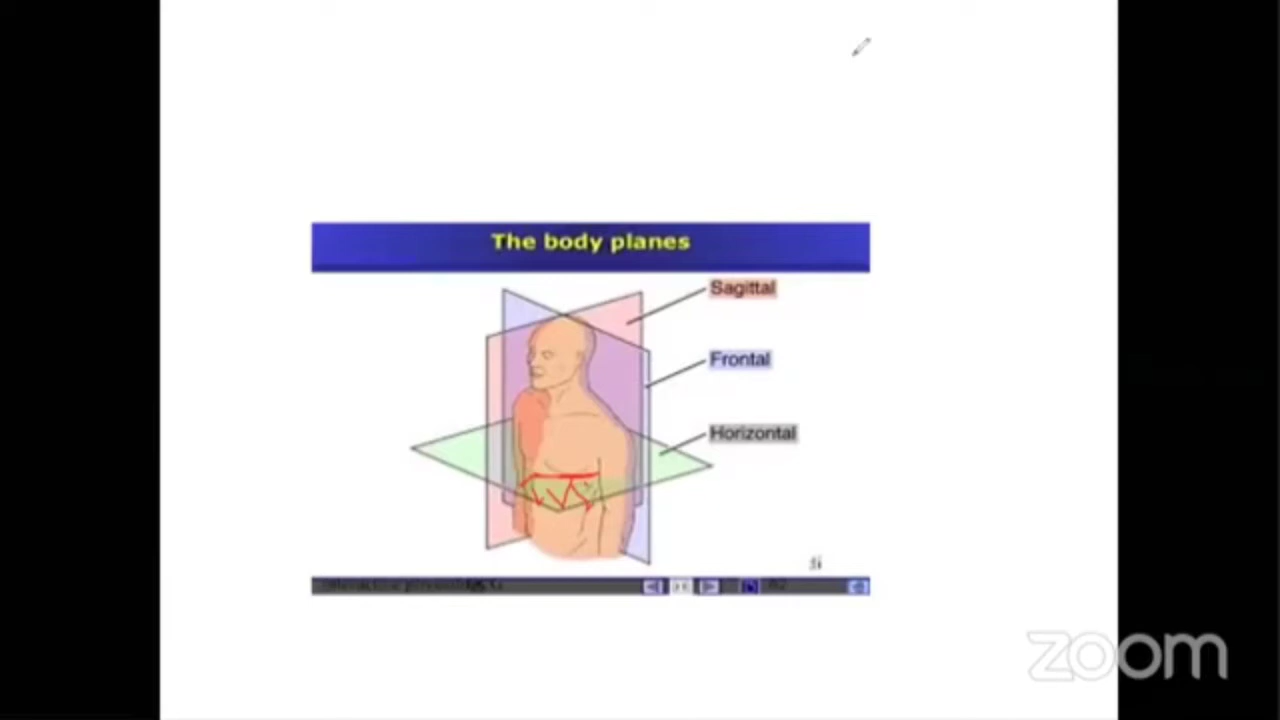 The body planes
Sagittal
Frontal
Horizontal
zoom